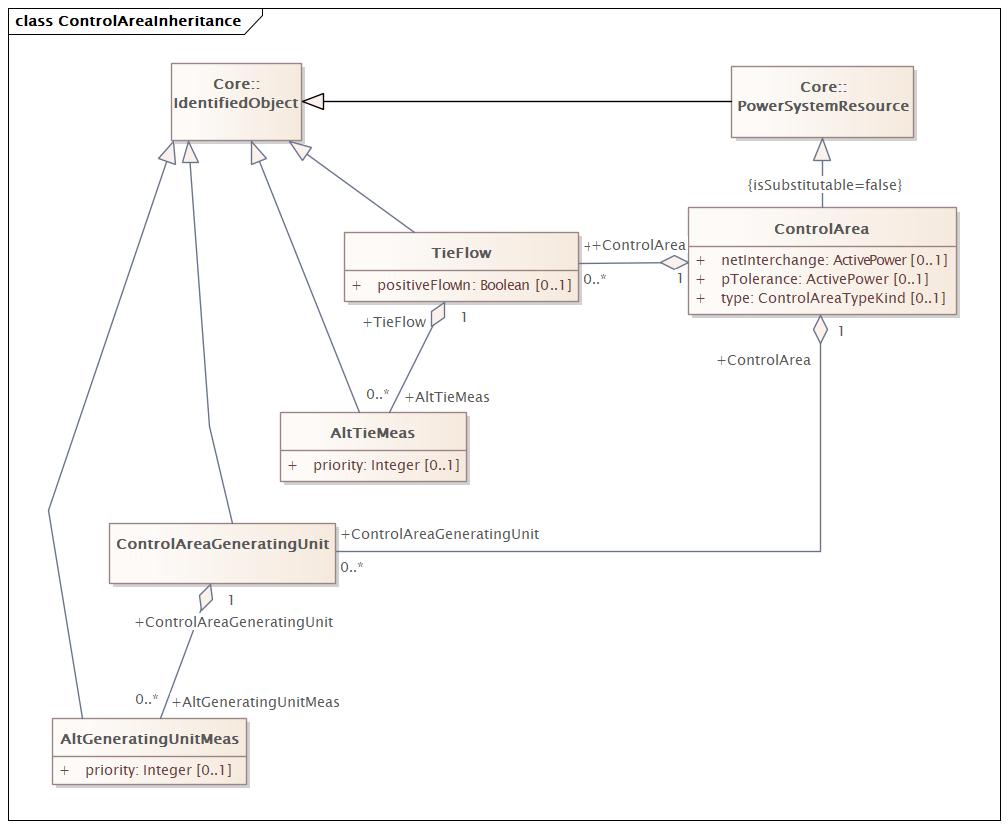 class ControlAreaInheritance
Core::
IdentifiedObject
Core::
PowerSystemResource
{isSubstitutable=false}
ControlArea
+ netInterchange: ActivePower [0..1]
+ pTolerance: ActivePower [0..1]
+ type: ControlAreaTypeKind [0..1]
TieFlow
+ positiveFlowIn: Boolean [0..1]
++ControlArea
0..*
1
+TieFlow
1
1
+ControlArea
0..*
+AltTieMeas
AltTieMeas
+ priority: Integer [0..1]
ControlAreaGeneratingUnit
+ControlAreaGeneratingUnit
0..*
1
+ControlAreaGeneratingUnit
0..*
+AltGeneratingUnitMeas
AltGeneratingUnitMeas
+ priority: Integer [0..1]